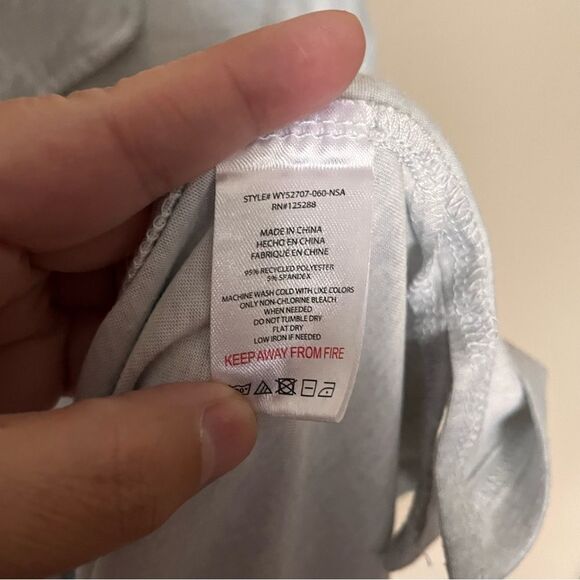 STYLE# WY52707-060-NSA
RN#125288
MADE IN CHINA
HECHO EN CHINA
FABRIQUÉ EN CHINE
95% RECYCLED POLYESTER
5% SPANDEX
MACHINE WASH COLD WITH LIKE COLORS
ONLY NON-CHLORINE BLEACH
WHEN NEEDED
DO NOT TUMBLE DRY
FLAT DRY
LOW IRON IF NEEDED
KEEP AWAY FROM FIRE